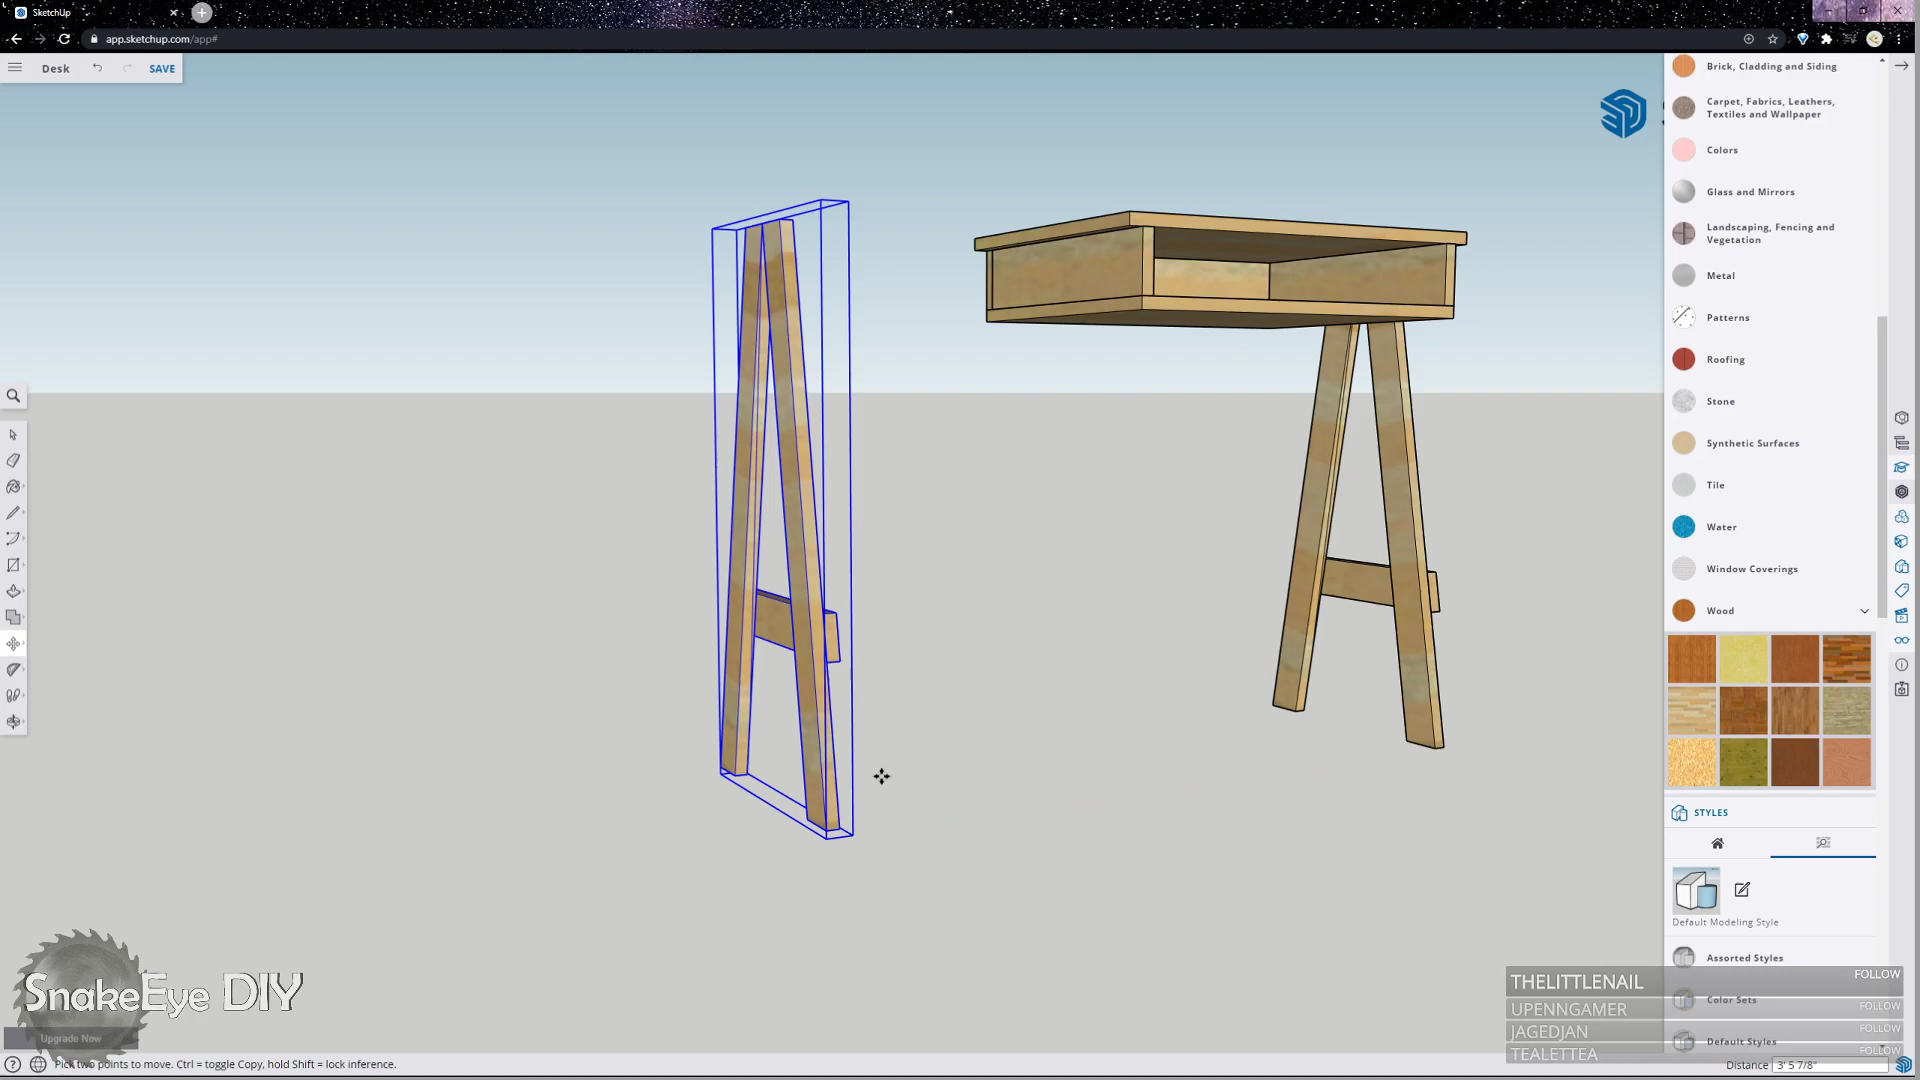 SketchUp
app.sketchup.com/app#
Desk
SAVE
Brick, Cladding and Siding
Carpet, Fabrics, Leathers,
Textiles and Wallpaper
Colors
Glass and Mirrors
Landscaping, Fencing and
Vegetation
Metal
Patterns
Roofing
Stone
Synthetic Surfaces
Tile
Water
Window Coverings
Wood
STYLES
Default Modeling Style
Assorted Styles
Color Sets
Default Styles
THELITTLENAIL FOLLOW
UPENNGAMER FOLLOW
JAGEDJAN FOLLOW
TEALETTEA FOLLOW
SnakeEye DIY
Upgrade Now
Pick two points to move. Ctrl = toggle Copy, hold Shift = lock inference.
Distance 3' 5 7/8"